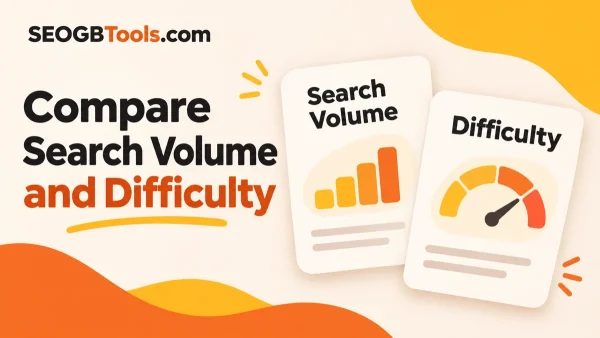 SEOGBTools.com
Compare
Search Volume
and Difficulty
Search
Volume
Difficulty